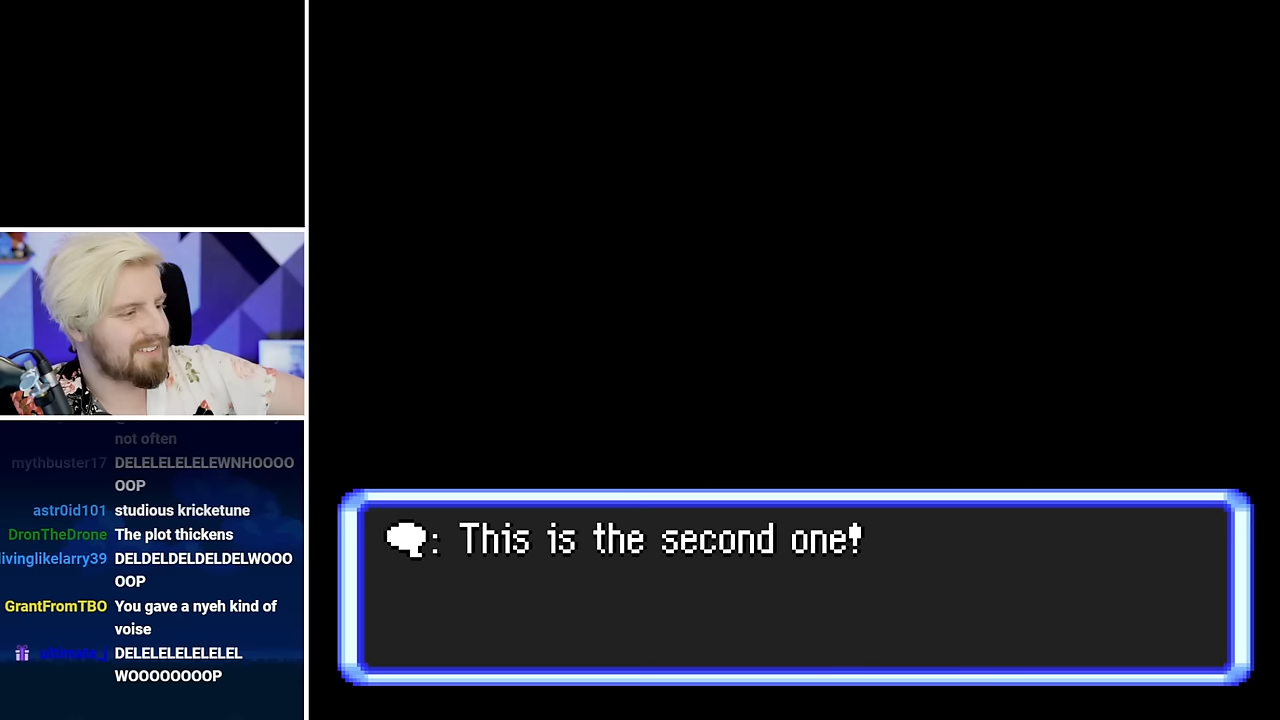 not often
mythbuster17 DELELELELELEWNHOOOO
OOP
astr0id101 studious kricketune
DronTheDrone The plot thickens
livinglikelarry39 DELDELDELDELDELWOOO
OOP
GrantFromTBO You gave a nyeh kind of
voise
DELELELELELELEL
WOOOOOOOOP
: This is the second one!